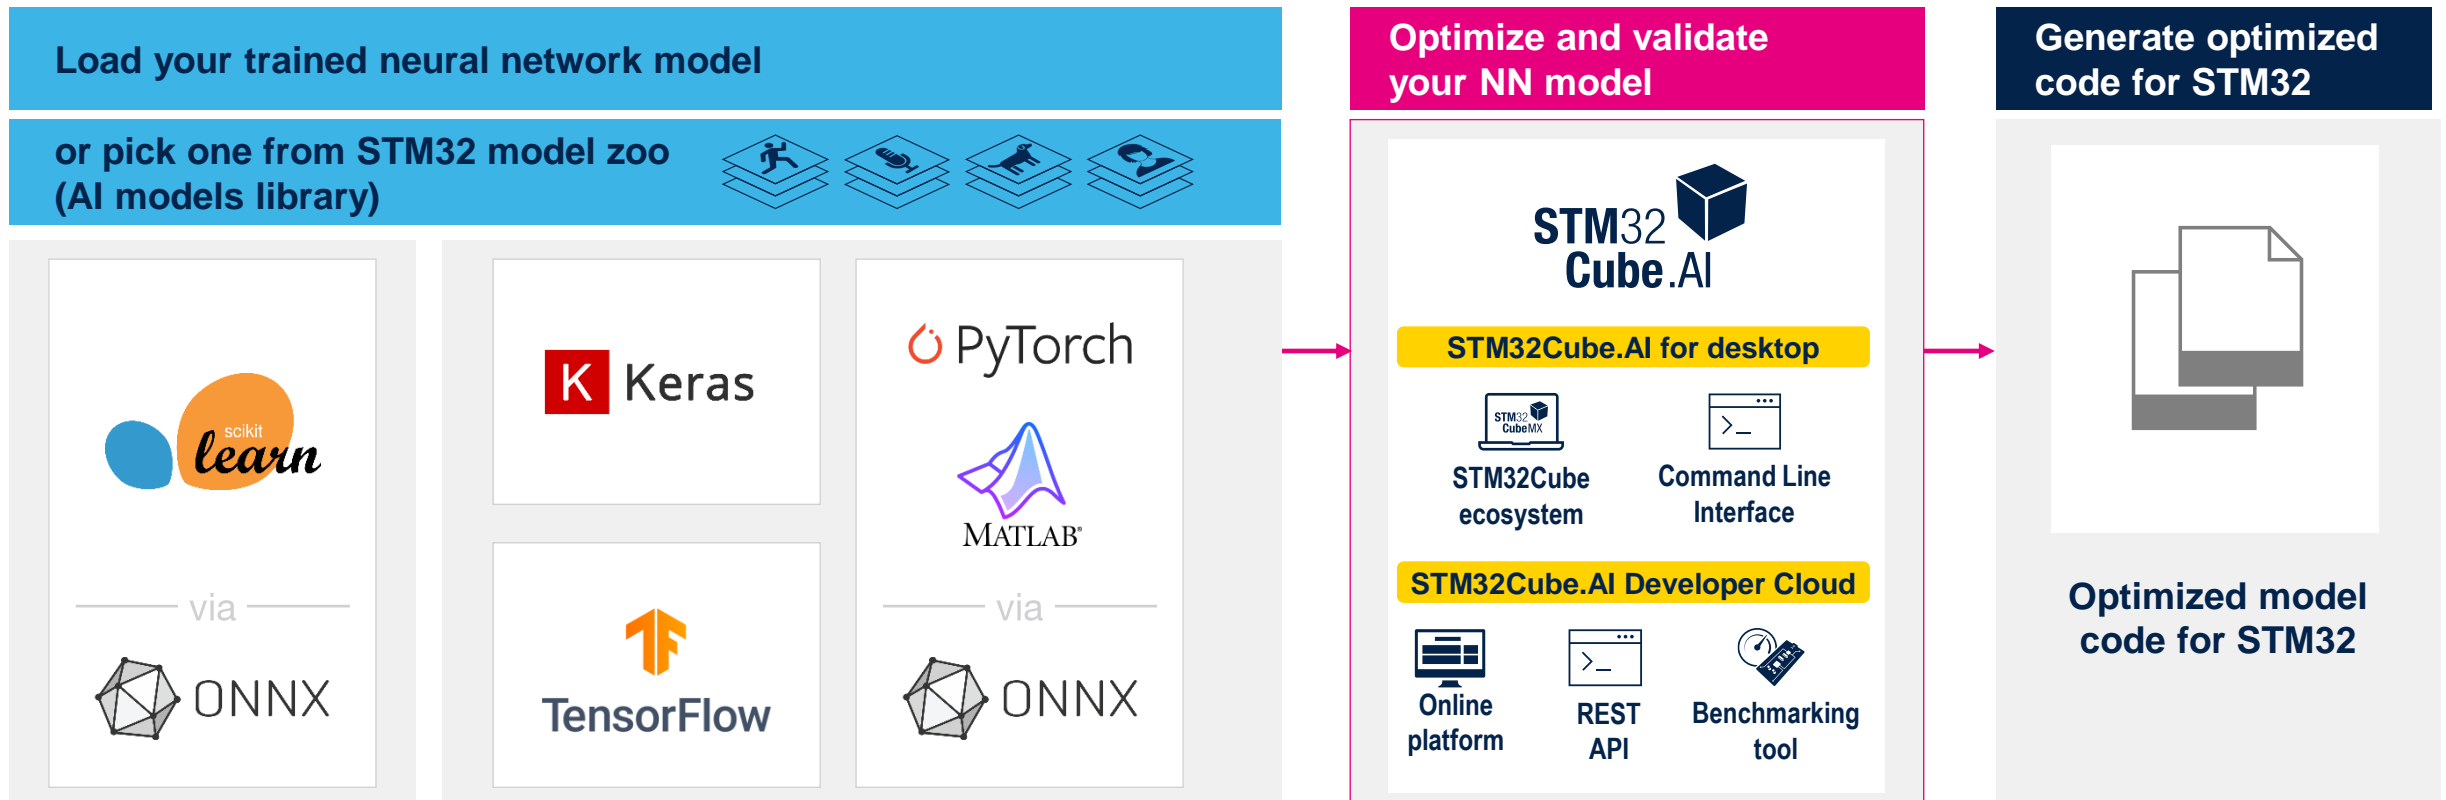 Load your trained neural network model
or pick one from STM32 model zoo
(AI models library)
scikit
learn
via
ONNX
K Keras
TensorFlow
PyTorch
MATLAB®
via
ONNX
Optimize and validate
your NN model
STM32
Cube.AI
STM32Cube.AI for desktop
STM32
CubeMX
STM32Cube
ecosystem
>_
Command Line
Interface
STM32Cube.AI Developer Cloud
Online
platform
>_
REST
API
Benchmarking
tool
Generate optimized
code for STM32
Optimized model
code for STM32